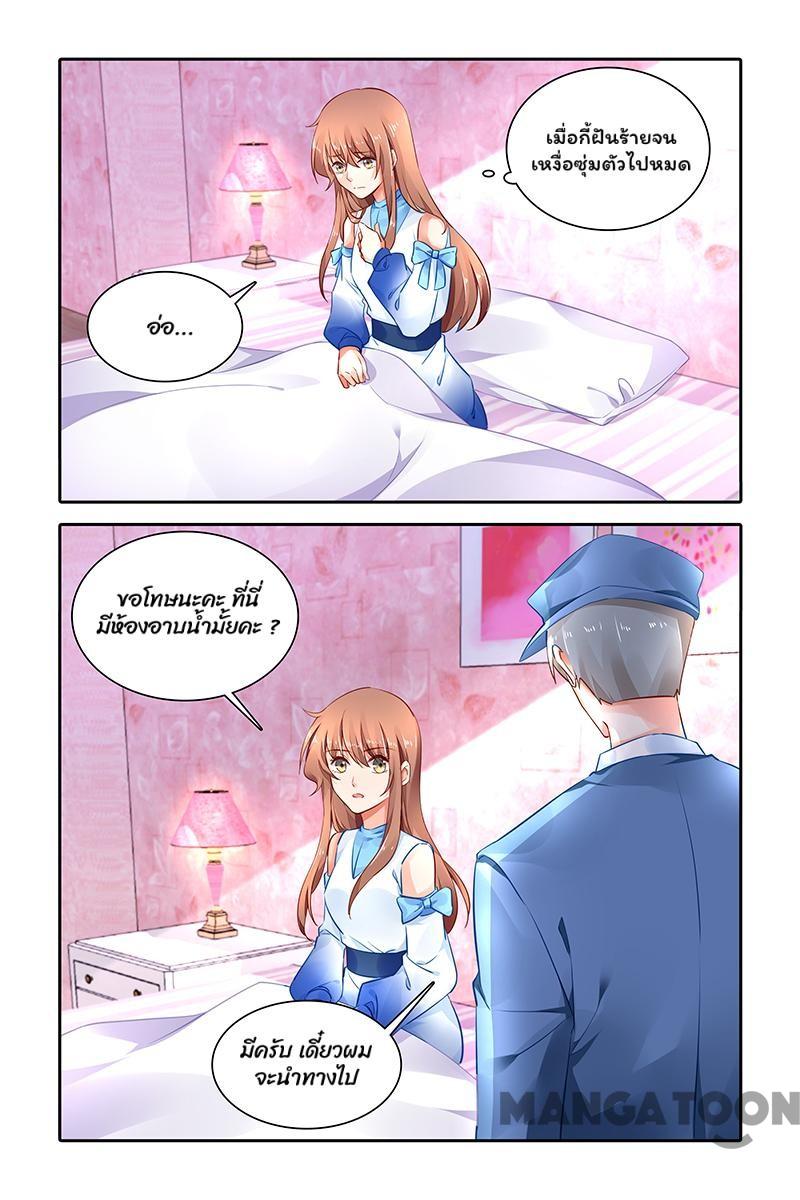 เมื่อกี้ฝันร้ายจน
เหงื่อซุ่มตัวไปหมด
อ่อ...
ขอโทษนะคะ ที่นี่
มีห้องอาบน้ำมั้ยคะ ?
มีครับ เดี๋ยวผม
จะนำทางไป
MANGATOON